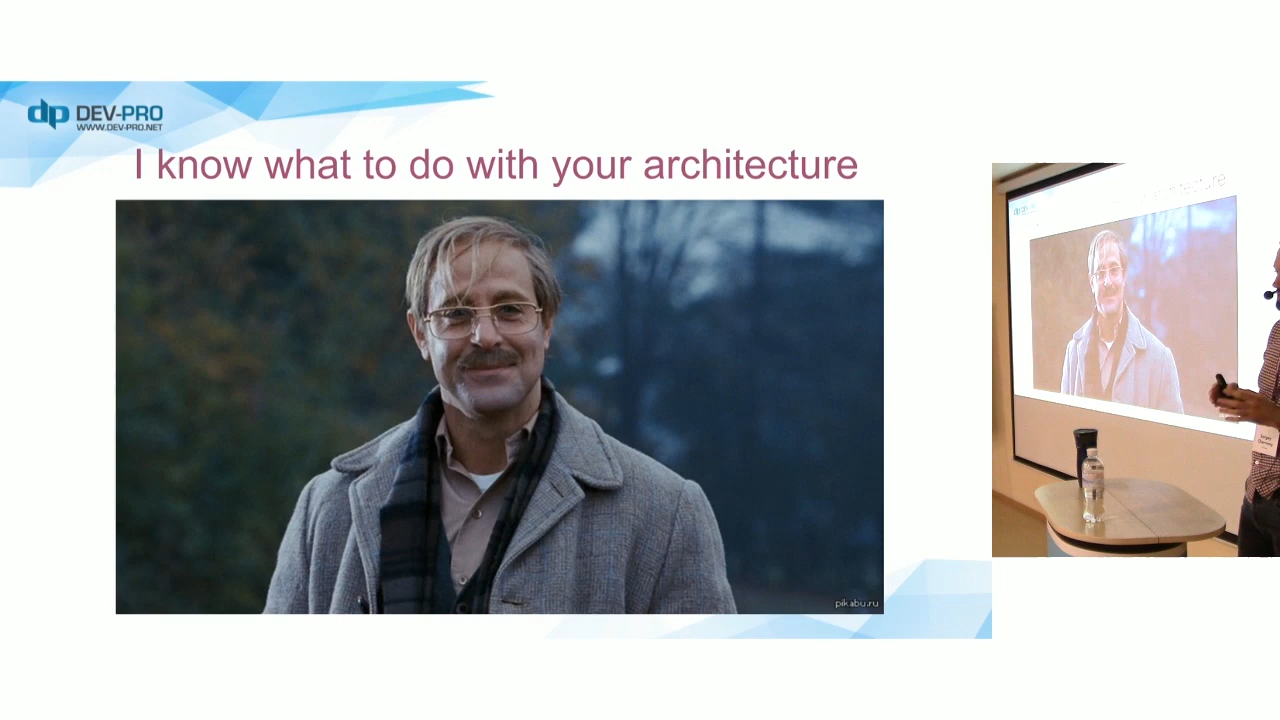 DEV-PRO
WWW.DEV-PRO.NET
I know what to do with your architecture
pikabu.ru